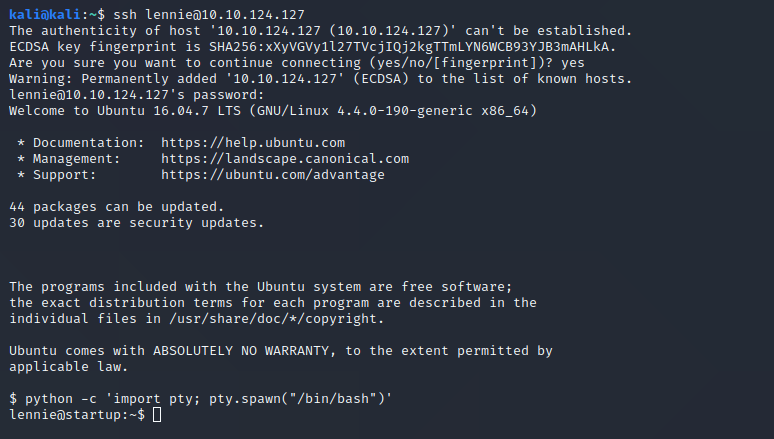 kali@kali:~$ ssh lennie@10.10.124.127
The authenticity of host '10.10.124.127 (10.10.124.127)' can't be established.
ECDSA key fingerprint is SHA256:xXyVGVy1l27TVcjIQj2kgTTmLYN6WCB93YJB3mAHLkA.
Are you sure you want to continue connecting (yes/no/[fingerprint])? yes
Warning: Permanently added '10.10.124.127' (ECDSA) to the list of known hosts.
lennie@10.10.124.127's password:
Welcome to Ubuntu 16.04.7 LTS (GNU/Linux 4.4.0-190-generic x86_64)

 * Documentation:  https://help.ubuntu.com
 * Management:     https://landscape.canonical.com
 * Support:        https://ubuntu.com/advantage

44 packages can be updated.
30 updates are security updates.

The programs included with the Ubuntu system are free software;
the exact distribution terms for each program are described in the
individual files in /usr/share/doc/*/copyright.

Ubuntu comes with ABSOLUTELY NO WARRANTY, to the extent permitted by
applicable law.

$ python -c 'import pty; pty.spawn("/bin/bash")'
lennie@startup:~$